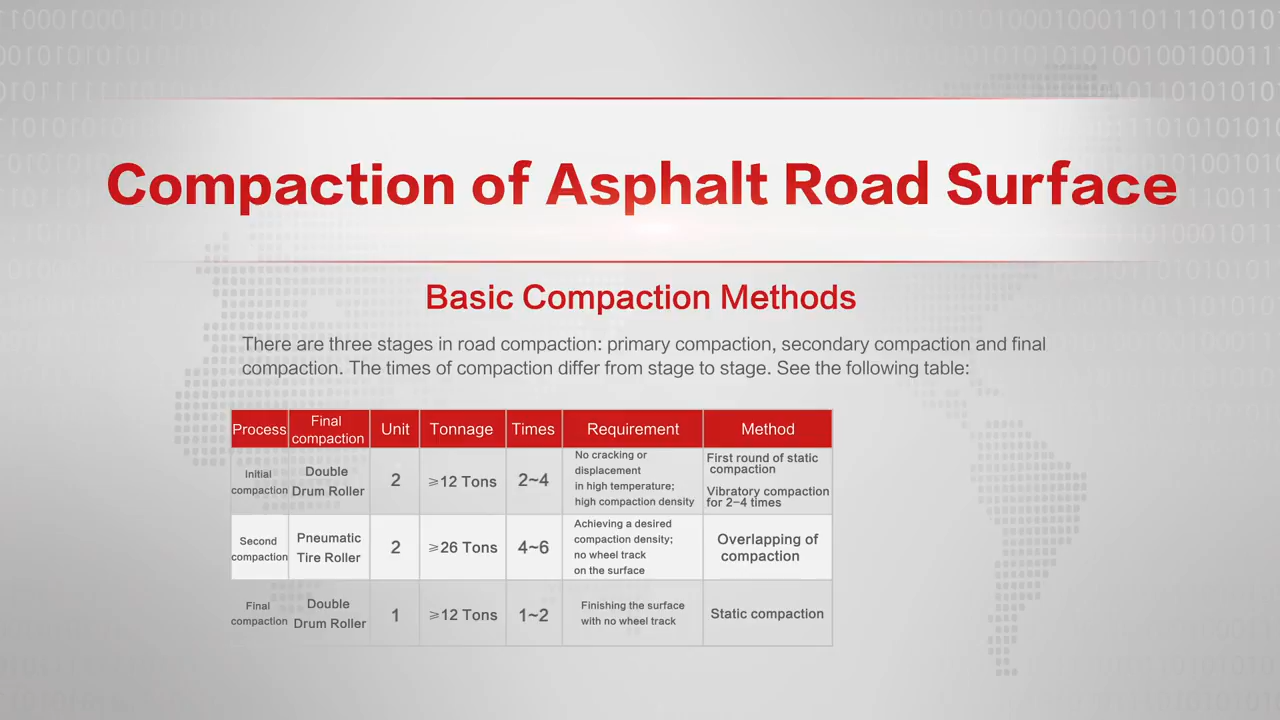 Compaction of Asphalt Road Surface
Basic Compaction Methods
There are three stages in road compaction: primary compaction, secondary compaction and final
compaction. The times of compaction differ from stage to stage. See the following table:
Process
Final
compaction
Unit
Tonnage
Times
Requirement
Method
Initial
compaction
Double
Drum Roller
2
≥12 Tons
2~4
No cracking or
displacement
in high temperature;
high compaction density
First round of static
compaction
Vibratory compaction
for 2-4 times
Second
compaction
Pneumatic
Tire Roller
2
≥26 Tons
4~6
Achieving a desired
compaction density;
no wheel track
on the surface
Overlapping of
compaction
Final
compaction
Double
Drum Roller
1
≥12 Tons
1~2
Finishing the surface
with no wheel track
Static compaction